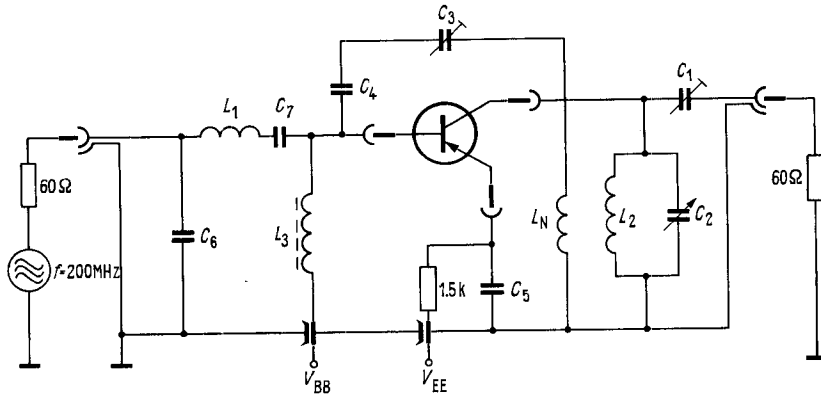 C3
C4
C1
L1
C7
60Ω
C6
L3
LN
L2
C2
60Ω
f=200MHz
1.5k
C5
VBB
VEE